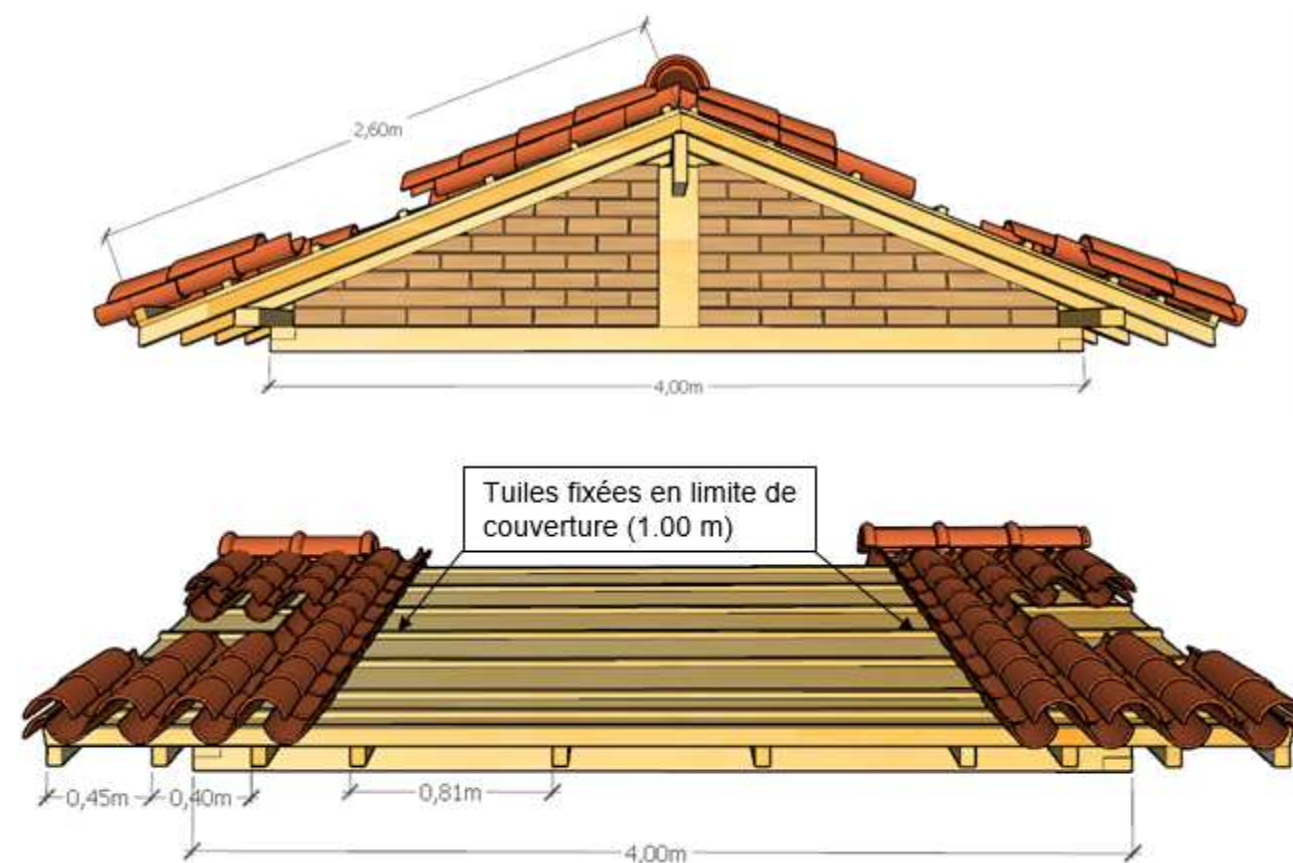 2,60m
4,00m
Tuiles fixées en limite de
couverture (1.00 m)
0,45m
0,40m
0,81m
4,00m